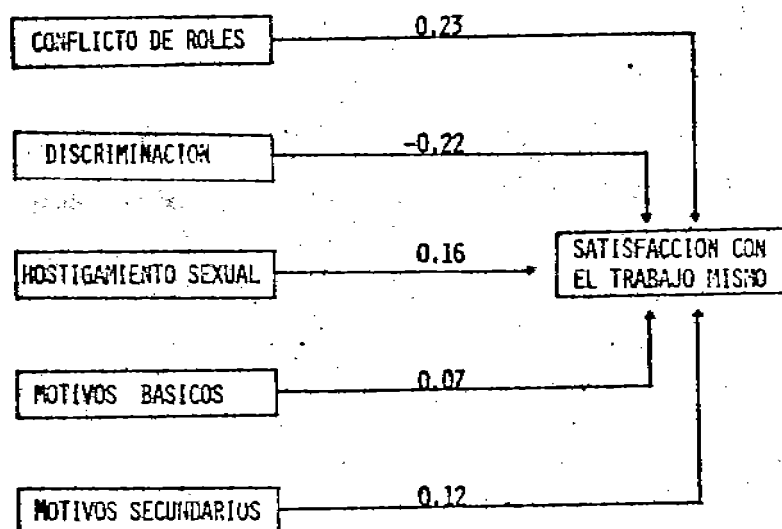 CONFLICTO DE ROLES
0.23
DISCRIMINACION
-0.22
HOSTIGAMIENTO SEXUAL
0.16
SATISFACCION CON
EL TRABAJO MISMO
MOTIVOS BASICOS
0.07
MOTIVOS SECUNDARIOS
0.12